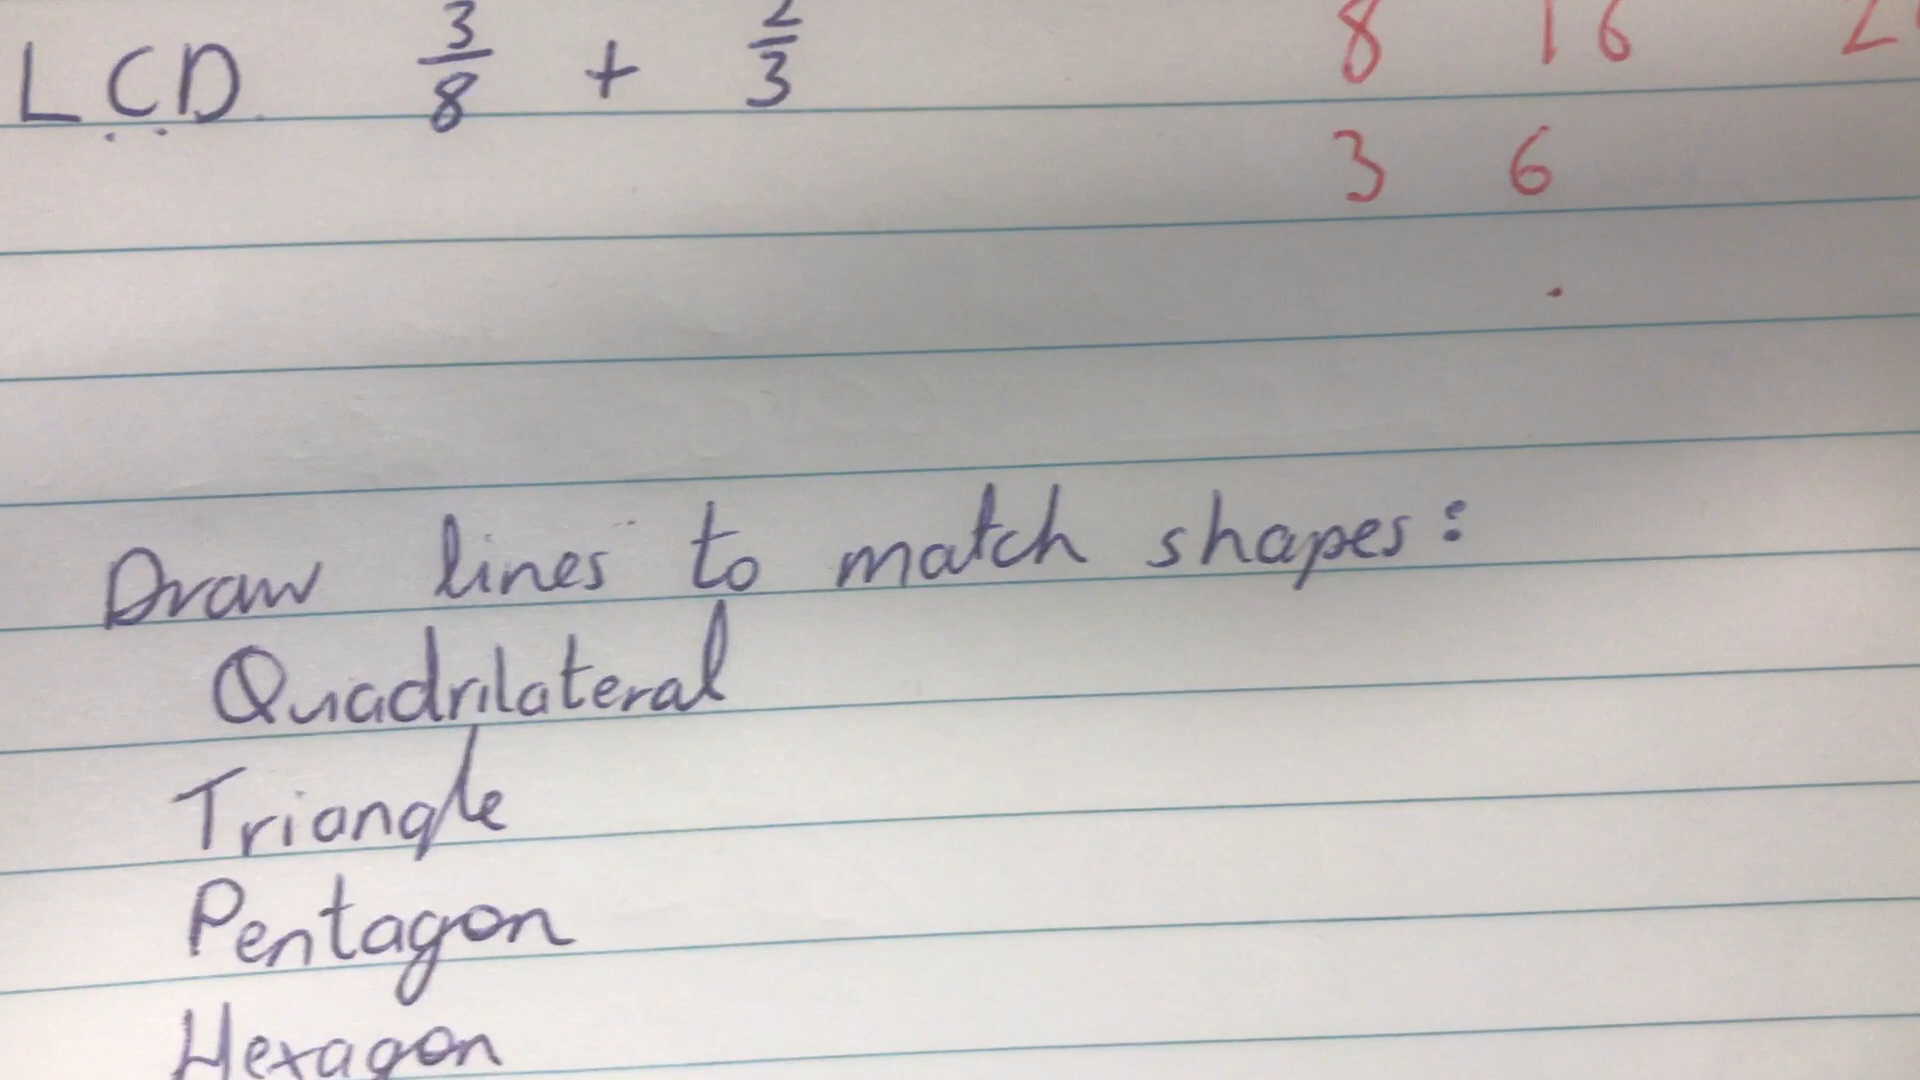 LCD 3/8 + 2/3 8 16
3 6
Draw lines to match shapes:
Quadrilateral
Triangle
Pentagon
Hexagon